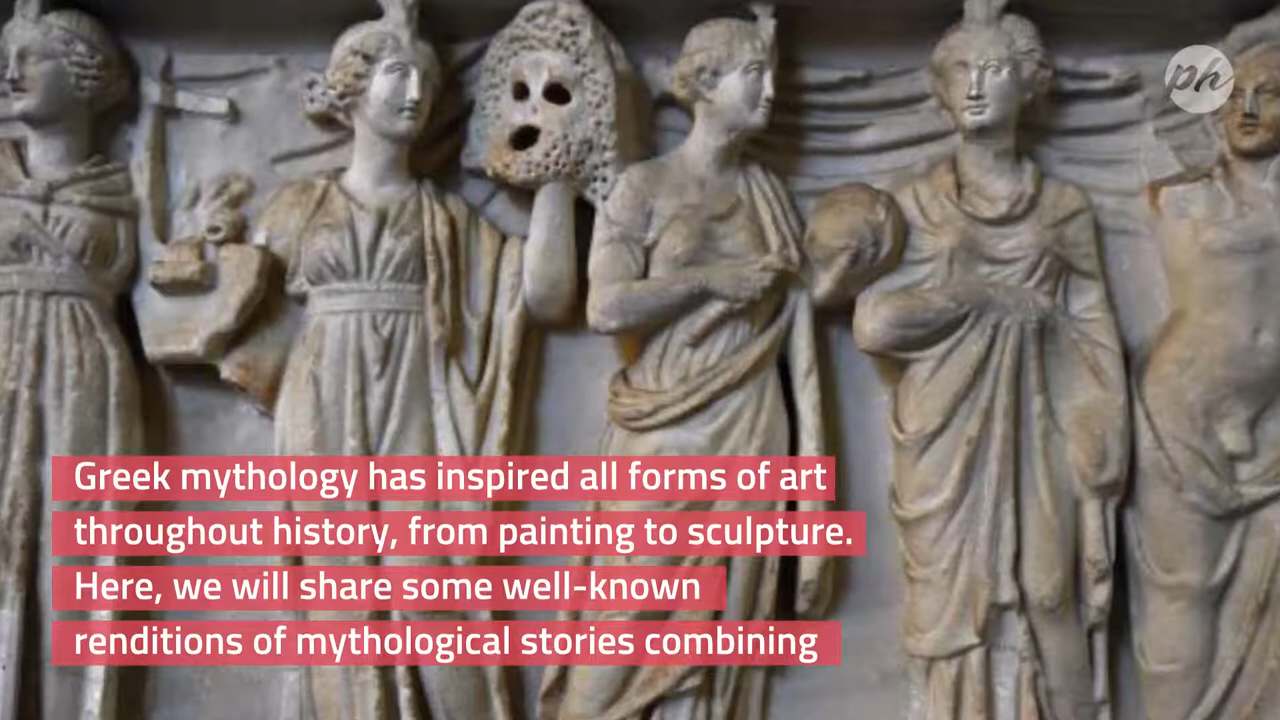 ph
Greek mythology has inspired all forms of art
throughout history, from painting to sculpture.
Here, we will share some well-known
renditions of mythological stories combining